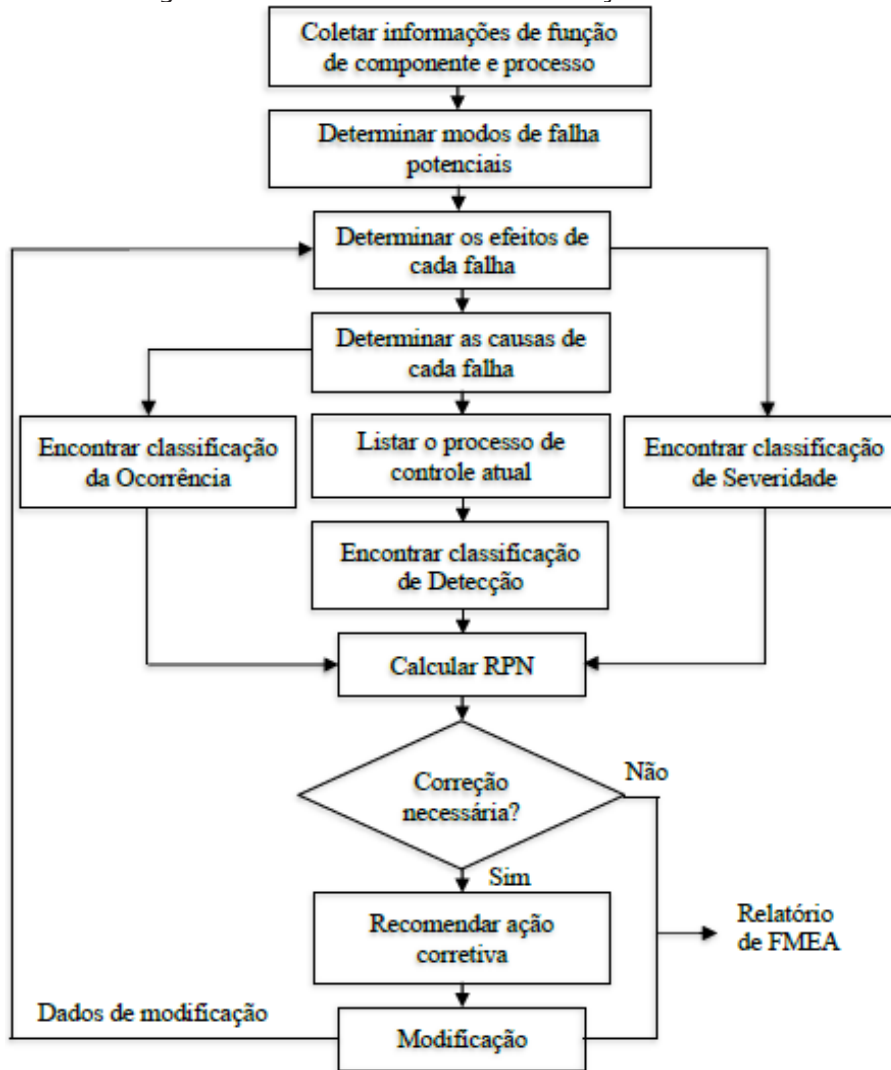 Coletar informações de função
de componente e processo
Determinar modos de falha
potenciais
Determinar os efeitos de
cada falha
Determinar as causas de
cada falha
Encontrar classificação
da Ocorrência
Listar o processo de
controle atual
Encontrar classificação
de Severidade
Encontrar classificação
de Detecção
Calcular RPN
Correção
necessária?
Não
Sim
Recomendar ação
corretiva
Relatório
de FMEA
Dados de modificação
Modificação